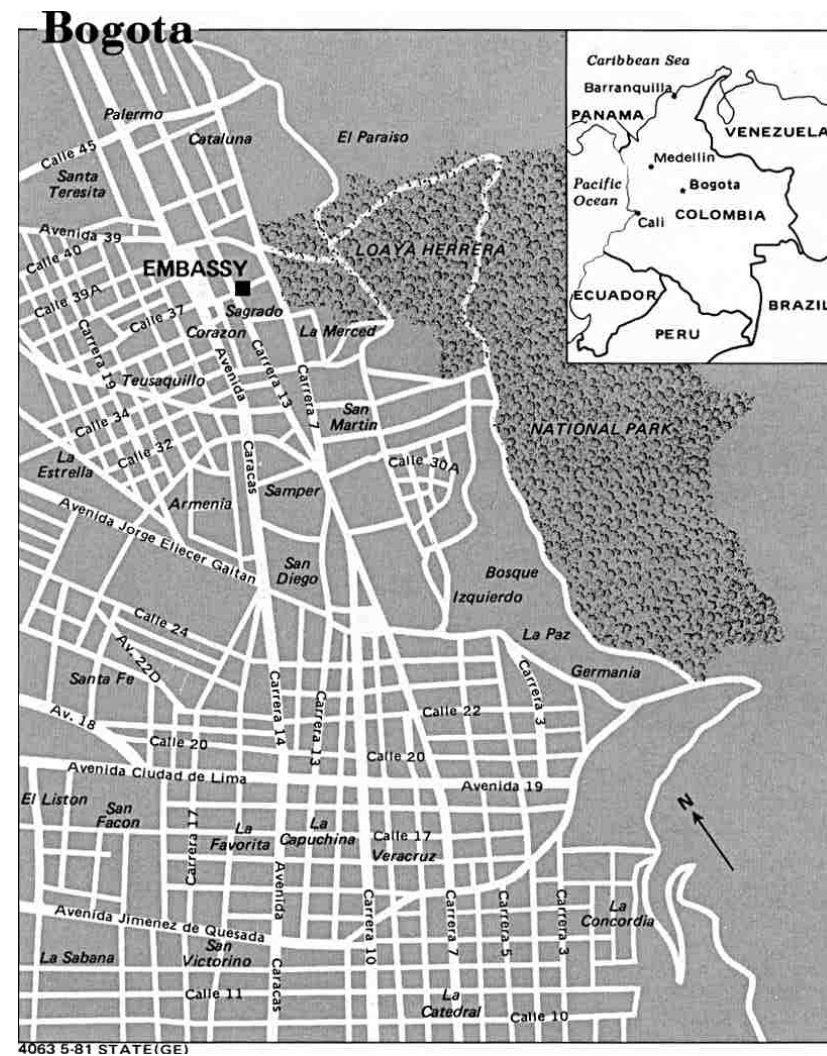 Bogota
Caribbean Sea
Barranquilla
PANAMA
VENEZUELA
Medellin
Pacific
Ocean
Bogota
Cali
COLOMBIA
ECUADOR
BRAZIL
PERU
Palermo
Cataluna
El Paraiso
Calle 45
Santa
Teresita
Avenida 39
Calle 40
EMBASSY
LOAYA HERRERA
Calle 39A
Sagrado
Corazon
Calle 37
La Merced
Carrera 19
Teusaquillo
Avenida
Carrera 13
Carrera 7
San
Martin
Calle 34
Calle 32
La
Estrella
Caracas
Calle 30A
NATIONAL PARK
Armenia
Samper
Avenida Jorge Eliecer Gaitan
San
Diego
Bosque
Izquierdo
Calle 24
La Paz
Av. 22D
Santa Fe
Germania
Carrera 14
Carrera 13
Carrera 3
Av. 18
Calle 22
Calle 20
Calle 20
Avenida Ciudad de Lima
Avenida 19
El Liston
San
Facon
Carrera 17
La
Favorita
La
Capuchina
Calle 17
Veracruz
N
Avenida
Caracas
Avenida Jimenez de Quesada
La
Concordia
Carrera 10
Carrera 7
Carrera 5
Carrera 3
La Sabana
San
Victorino
Calle 11
La
Catedral
Calle 10
4063 5-81 STATE(GE)